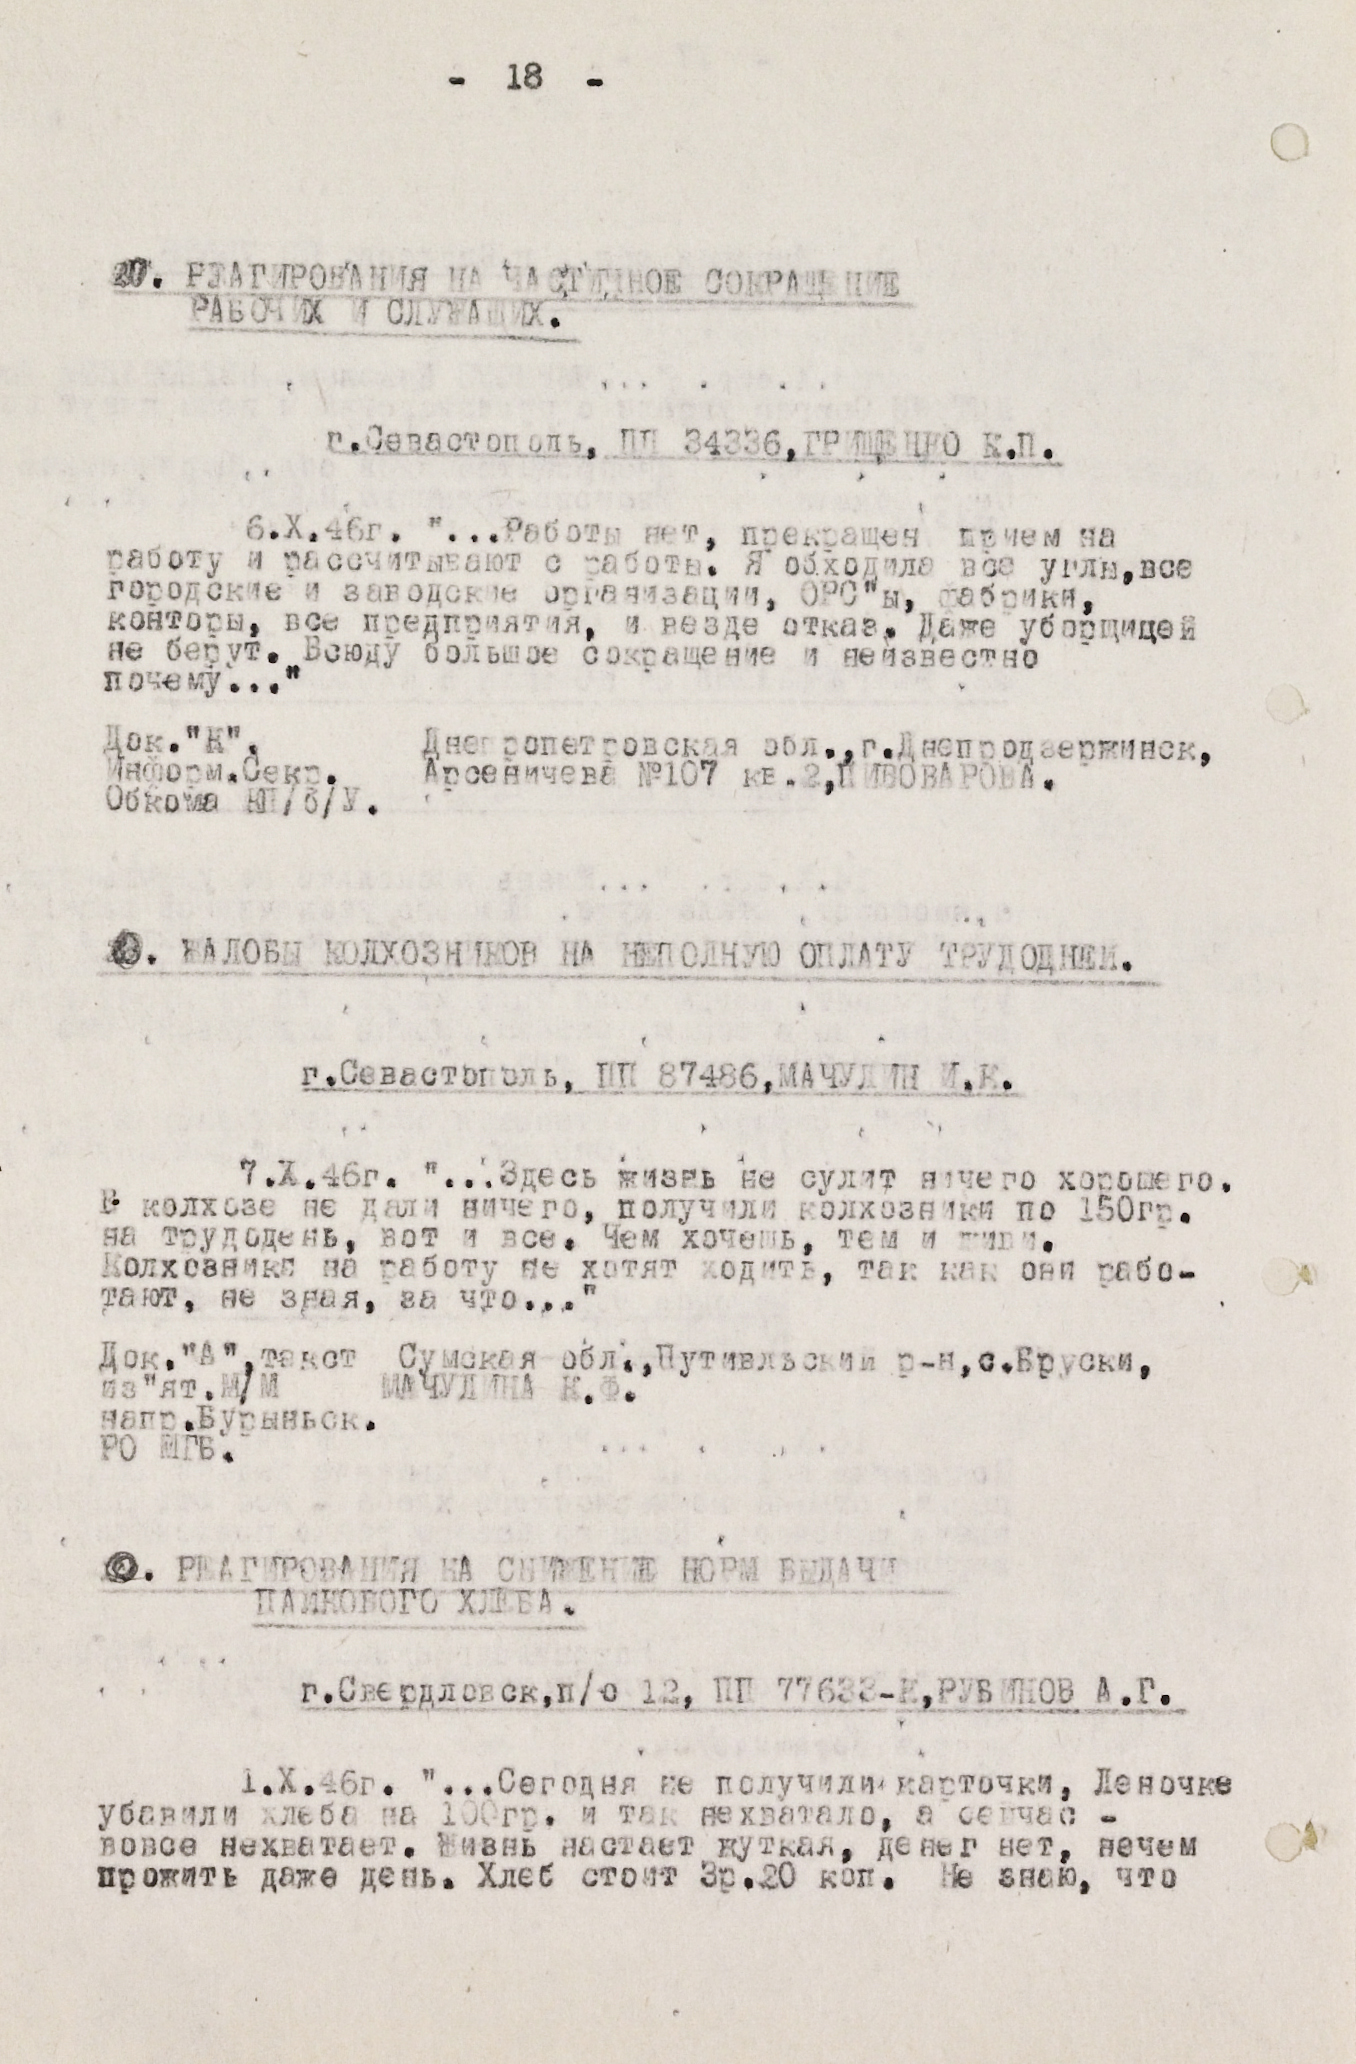 - 18 -
20. РЕАГИРОВАНИЯ НА ЧАСТИЧНОЕ СОКРАЩЕНИЕ
РАБОЧИХ И СЛУЖАЩИХ.
г.Севастополь, ПП 34336,ГРИЩЕНКО К.П.
6.X.46г. "...Работы нет, прекращен прием на
работу и рассчитывают с работы. Я обходила все углы,все
городские и заводские организации, ОРС"ы, фабрики,
конторы, все предприятия, и везде отказ. Даже уборщицей
не берут. Всюду большое сокращение и неизвестно
почему..."
Док."К". Днепропетровская обл.,г.Днепродзержинск,
Информ.Секр. Арсеничева №107 кв.2,ПИВОВАРОВА.
Обкома КП/б/У.
. ЖАЛОБЫ КОЛХОЗНИКОВ НА НЕПОЛНУЮ ОПЛАТУ ТРУДОДНЕЙ.
г.Севастополь, ПП 87486,МАЧУЛИН И.К.
7.X.46г. "...Здесь жизнь не сулит ничего хорошего.
В колхозе не дали ничего, получили колхозники по 150гр.
на трудодень, вот и все. Чем хочешь, тем и живи.
Колхозники на работу не хотят ходить, так как они рабо-
тают, не зная, за что..."
Док."А",текст Сумская обл.,Путивльский р-н,с.Бруски,
из"ят.М/М МАЧУЛИНА К.Ф.
напр.Бурыньск.
РО МГБ.
. РЕАГИРОВАНИЯ НА СНИЖЕНИЕ НОРМ ВЫДАЧИ
ПАЙКОВОГО ХЛЕБА.
г.Свердловск,п/о 12, ПП 77633-К,РУБИНОВ А.Г.
1.X.46г. "...Сегодня не получили карточки, Леночке
убавили хлеба на 100гр. и так нехватало, а сейчас -
вовсе нехватает. Жизнь настает жуткая, денег нет, нечем
прожить даже день. Хлеб стоит 3р.20 коп. Не знаю, что